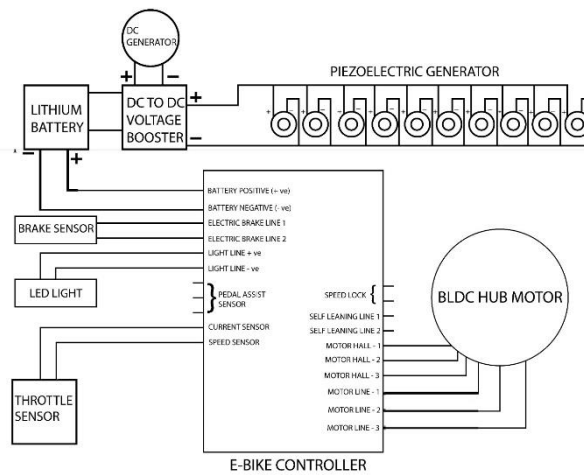 DC
GENERATOR
+ −
PIEZOELECTRIC GENERATOR
LITHIUM
BATTERY
DC TO DC
VOLTAGE
BOOSTER
+
−
− +
BATTERY POSITIVE (+ ve)
BATTERY NEGATIVE (- ve)
BRAKE SENSOR
ELECTRIC BRAKE LINE 1
ELECTRIC BRAKE LINE 2
LIGHT LINE + ve
LIGHT LINE - ve
LED LIGHT
PEDAL ASSIST
SENSOR
CURRENT SENSOR
SPEED SENSOR
THROTTLE
SENSOR
SPEED LOCK
SELF LEANING LINE 1
SELF LEANING LINE 2
MOTOR HALL - 1
MOTOR HALL - 2
MOTOR HALL - 3
MOTOR LINE - 1
MOTOR LINE - 2
MOTOR LINE - 3
BLDC HUB MOTOR
E-BIKE CONTROLLER